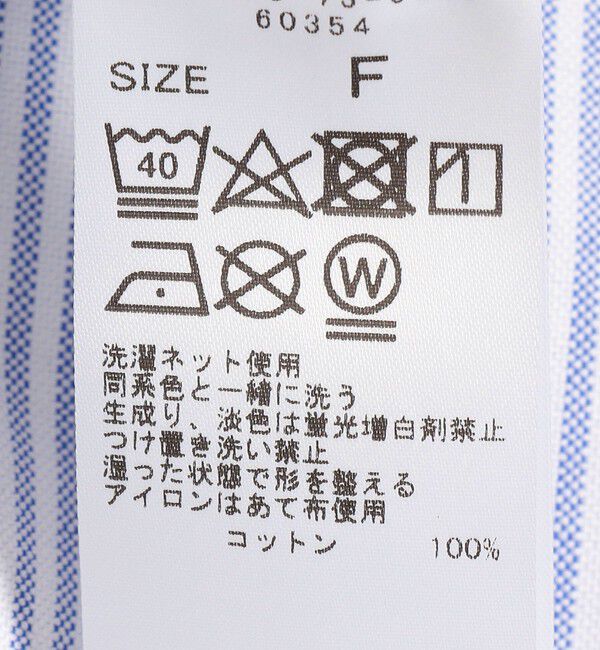 60354
SIZE F
40
W
洗濯ネット使用
同系色と一緒に洗う
生成り、淡色は蛍光増白剤禁止
つけ置き洗い禁止
湿った状態で形を整える
アイロンはあて布使用
コットン 100%